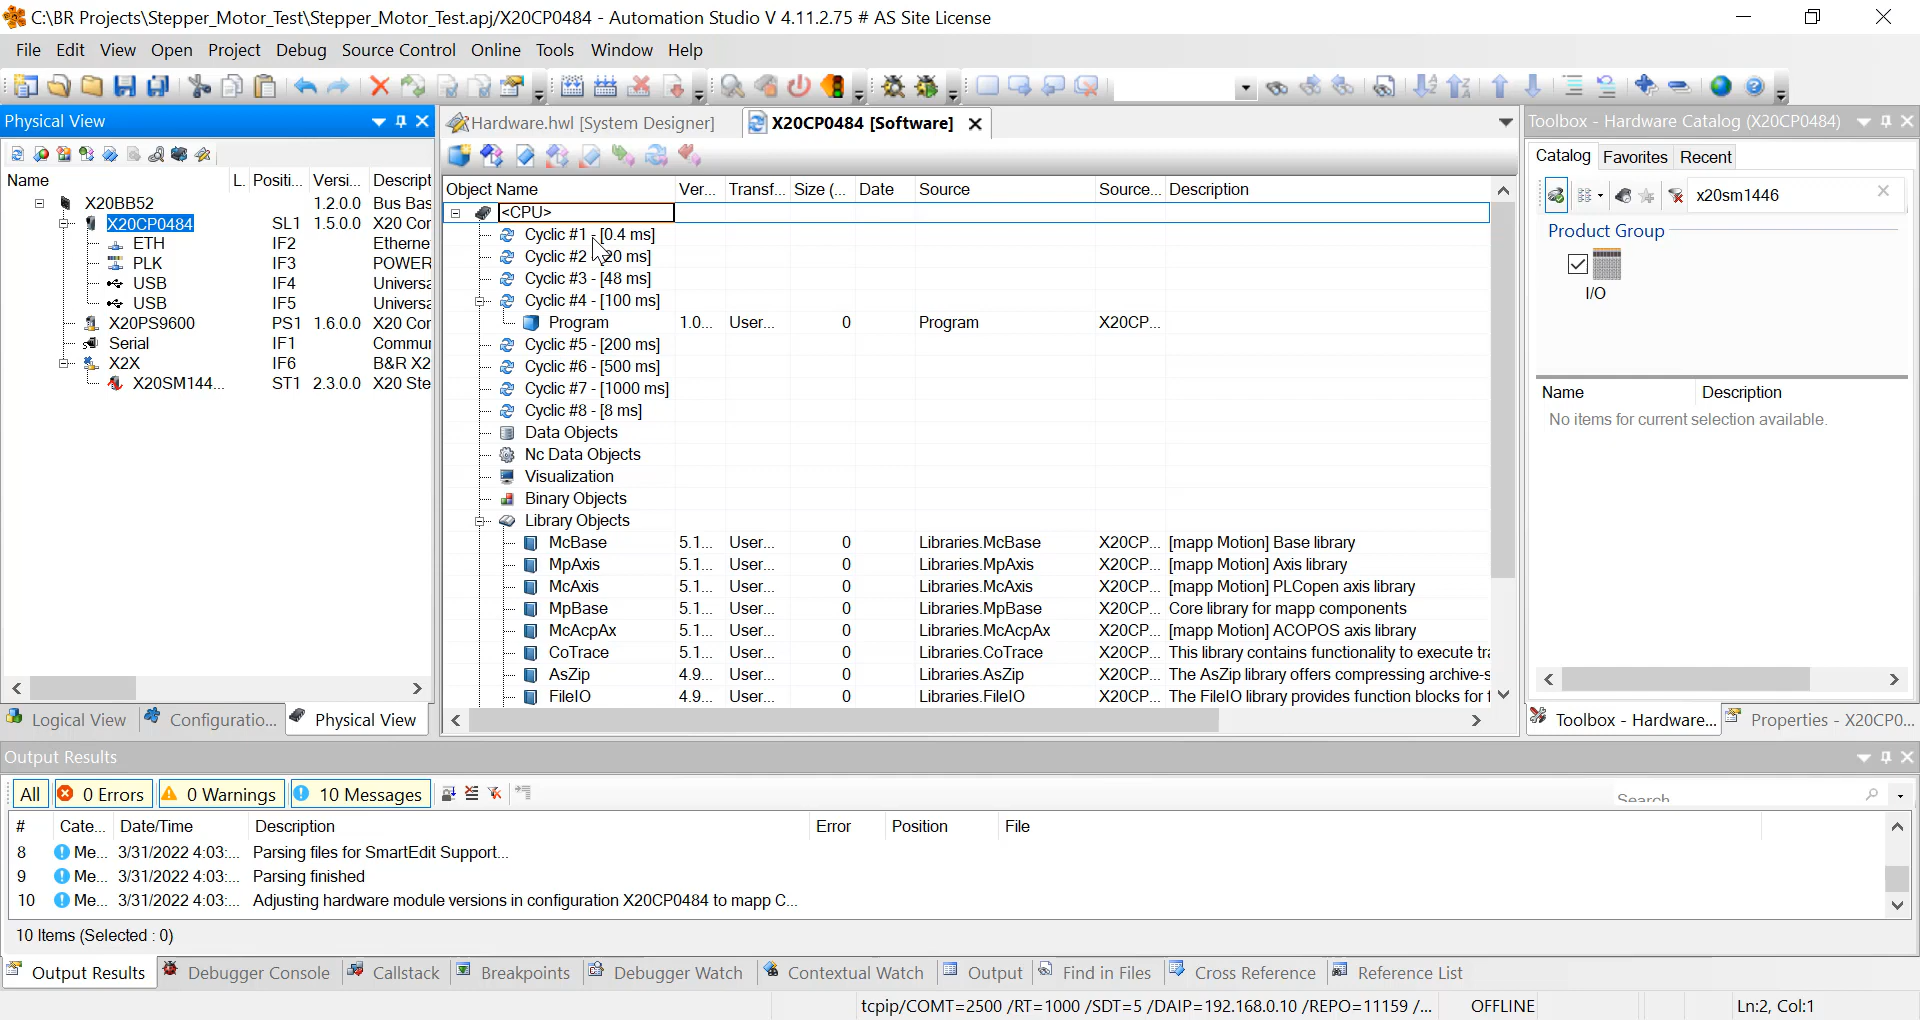 C:\BR Projects\Stepper_Motor_Test\Stepper_Motor_Test.apj/X20CP0484 - Automation Studio V 4.11.2.75 # AS Site License
File Edit View Open Project Debug Source Control Online Tools Window Help
Physical View
Hardware.hwl [System Designer]
X20CP0484 [Software]
Toolbox - Hardware Catalog (X20CP0484)
Catalog Favorites Recent
x20sm1446
Product Group
I/O
Name Description
No items for current selection available.
Name L. Positi... Versi... Descript
X20BB52 1.2.0.0 Bus Bas
X20CP0484 SL1 1.5.0.0 X20 Cor
ETH IF2 Etherne
PLK IF3 POWER
USB IF4 Universa
USB IF5 Universa
X20PS9600 PS1 1.6.0.0 X20 Cor
Serial IF1 Commur
X2X IF6 B&R X2
X20SM144... ST1 2.3.0.0 X20 Ste
Object Name Ver... Transf... Size (... Date Source Source... Description
<CPU>
Cyclic #1 - [0.4 ms]
Cyclic #2 20 ms]
Cyclic #3 - [48 ms]
Cyclic #4 - [100 ms]
Program 1.0... User... 0 Program X20CP...
Cyclic #5 - [200 ms]
Cyclic #6 - [500 ms]
Cyclic #7 - [1000 ms]
Cyclic #8 - [8 ms]
Data Objects
Nc Data Objects
Visualization
Binary Objects
Library Objects
McBase 5.1... User... 0 Libraries.McBase X20CP... [mapp Motion] Base library
MpAxis 5.1... User... 0 Libraries.MpAxis X20CP... [mapp Motion] Axis library
McAxis 5.1... User... 0 Libraries.McAxis X20CP... [mapp Motion] PLCopen axis library
MpBase 5.1... User... 0 Libraries.MpBase X20CP... Core library for mapp components
McAcpAx 5.1... User... 0 Libraries.McAcpAx X20CP... [mapp Motion] ACOPOS axis library
CoTrace 5.1... User... 0 Libraries.CoTrace X20CP... This library contains functionality to execute tra
AsZip 4.9... User... 0 Libraries.AsZip X20CP... The AsZip library offers compressing archive-s
FileIO 4.9... User... 0 Libraries.FileIO X20CP... The FileIO library provides function blocks for f
Logical View Configuratio... Physical View
Toolbox - Hardware... Properties - X20CP0...
Output Results
All 0 Errors 0 Warnings 10 Messages
Search
# Cate... Date/Time Description Error Position File
8 Me... 3/31/2022 4:03:... Parsing files for SmartEdit Support...
9 Me... 3/31/2022 4:03:... Parsing finished
10 Me... 3/31/2022 4:03:... Adjusting hardware module versions in configuration X20CP0484 to mapp C...
10 Items (Selected : 0)
Output Results Debugger Console Callstack Breakpoints Debugger Watch Contextual Watch Output Find in Files Cross Reference Reference List
tcpip/COMT=2500 /RT=1000 /SDT=5 /DAIP=192.168.0.10 /REPO=11159 /... OFFLINE Ln:2, Col:1